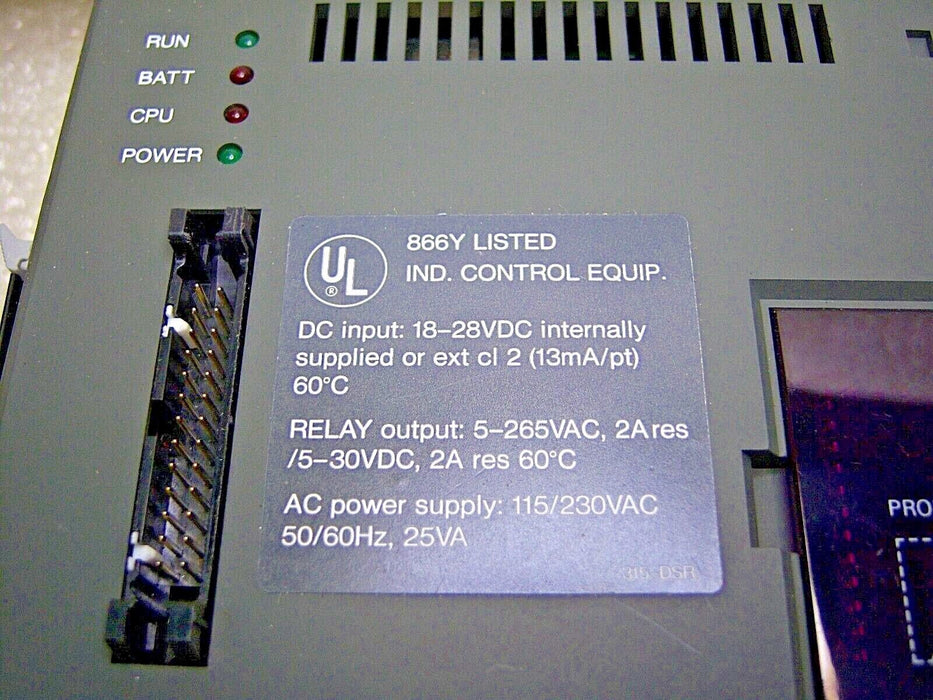 RUN
BATT
CPU
POWER
UL
®
866Y LISTED
IND. CONTROL EQUIP.
DC input: 18–28VDC internally
supplied or ext cl 2 (13mA/pt)
60°C
RELAY output: 5–265VAC, 2A res
/5–30VDC, 2A res 60°C
AC power supply: 115/230VAC
50/60Hz, 25VA
315-DSR
PRO